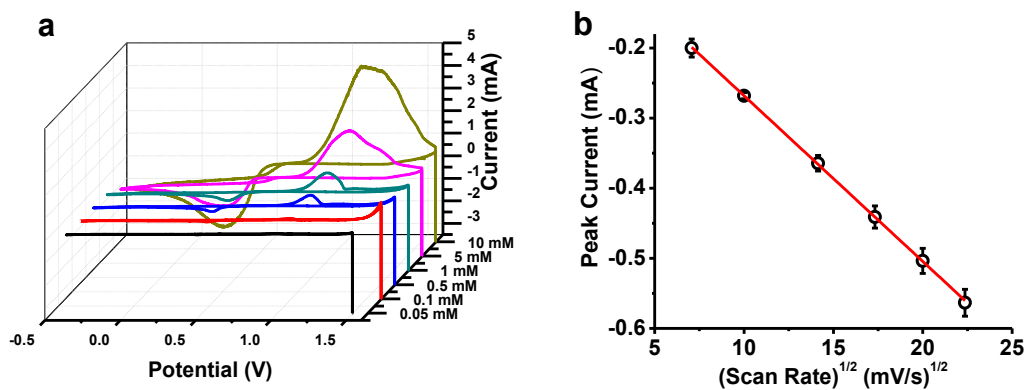 a
5
4
3
2
1
0
-1
-2
-3
Current (mA)
10 mM
5 mM
1 mM
0.5 mM
0.1 mM
0.05 mM
-0.5
0.0
0.5
1.0
1.5
Potential (V)
b
-0.2
-0.3
-0.4
-0.5
-0.6
Peak Current (mA)
5
10
15
20
25
(Scan Rate)^1/2 (mV/s)^1/2